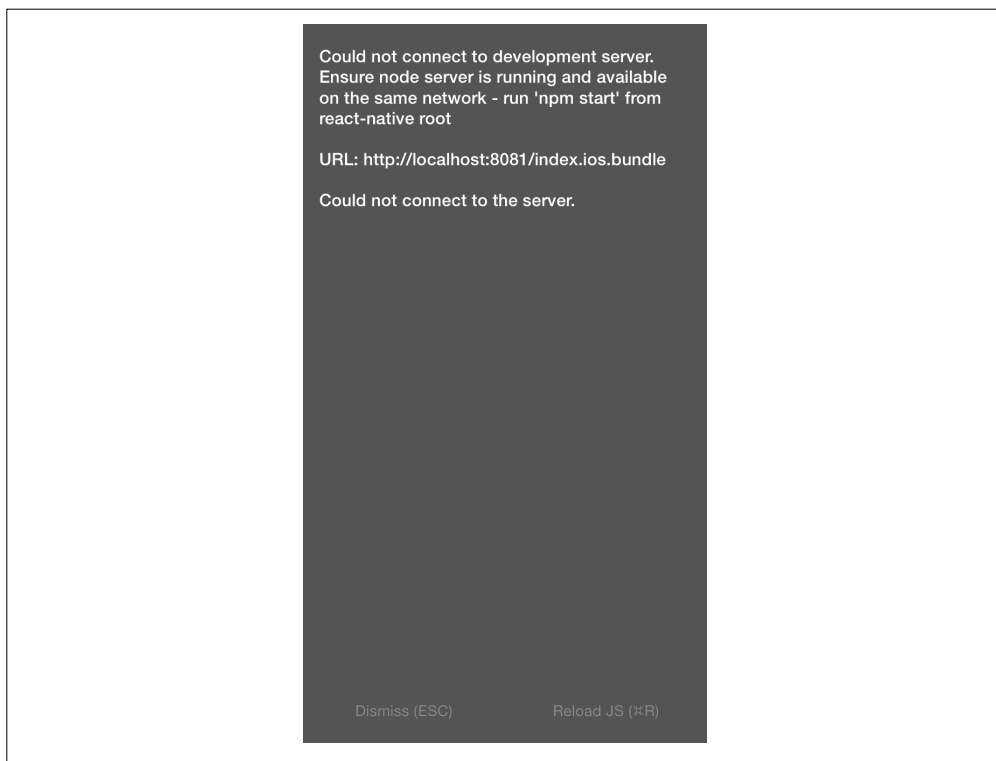 Could not connect to development server.
Ensure node server is running and available
on the same network - run 'npm start' from
react-native root
URL: http://localhost:8081/index.ios.bundle
Could not connect to the server.
Dismiss (ESC) Reload JS (⌘R)